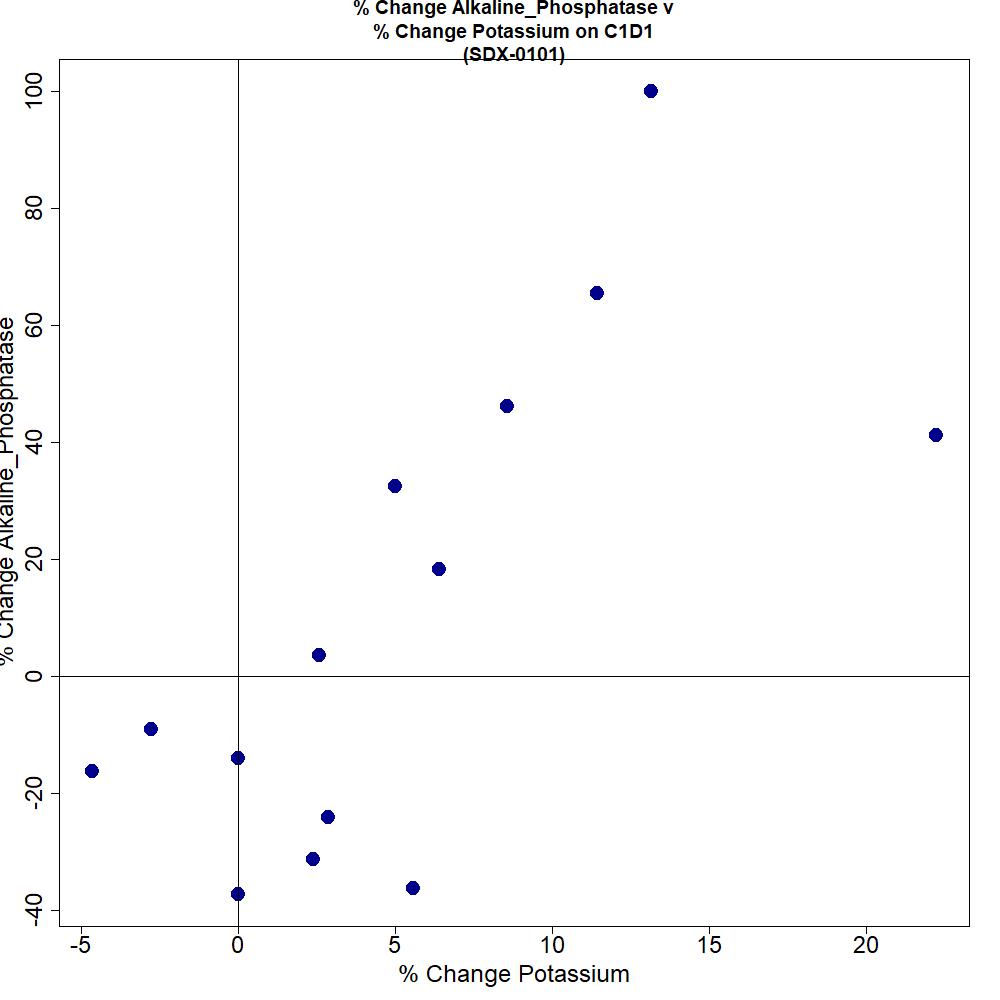 % Change Alkaline_Phosphatase v
% Change Potassium on C1D1
(SDX-0101)
% Change Alkaline_Phosphatase
100
80
60
40
20
0
-20
-40
-5
0
5
10
15
20
% Change Potassium